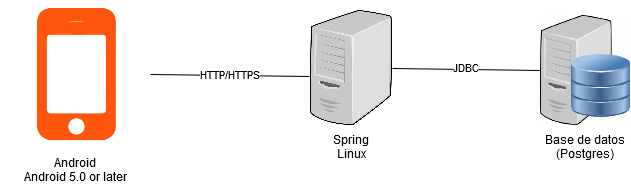 HTTP/HTTPS
JDBC
Android
Android 5.0 or later
Spring
Linux
Base de datos
(Postgres)